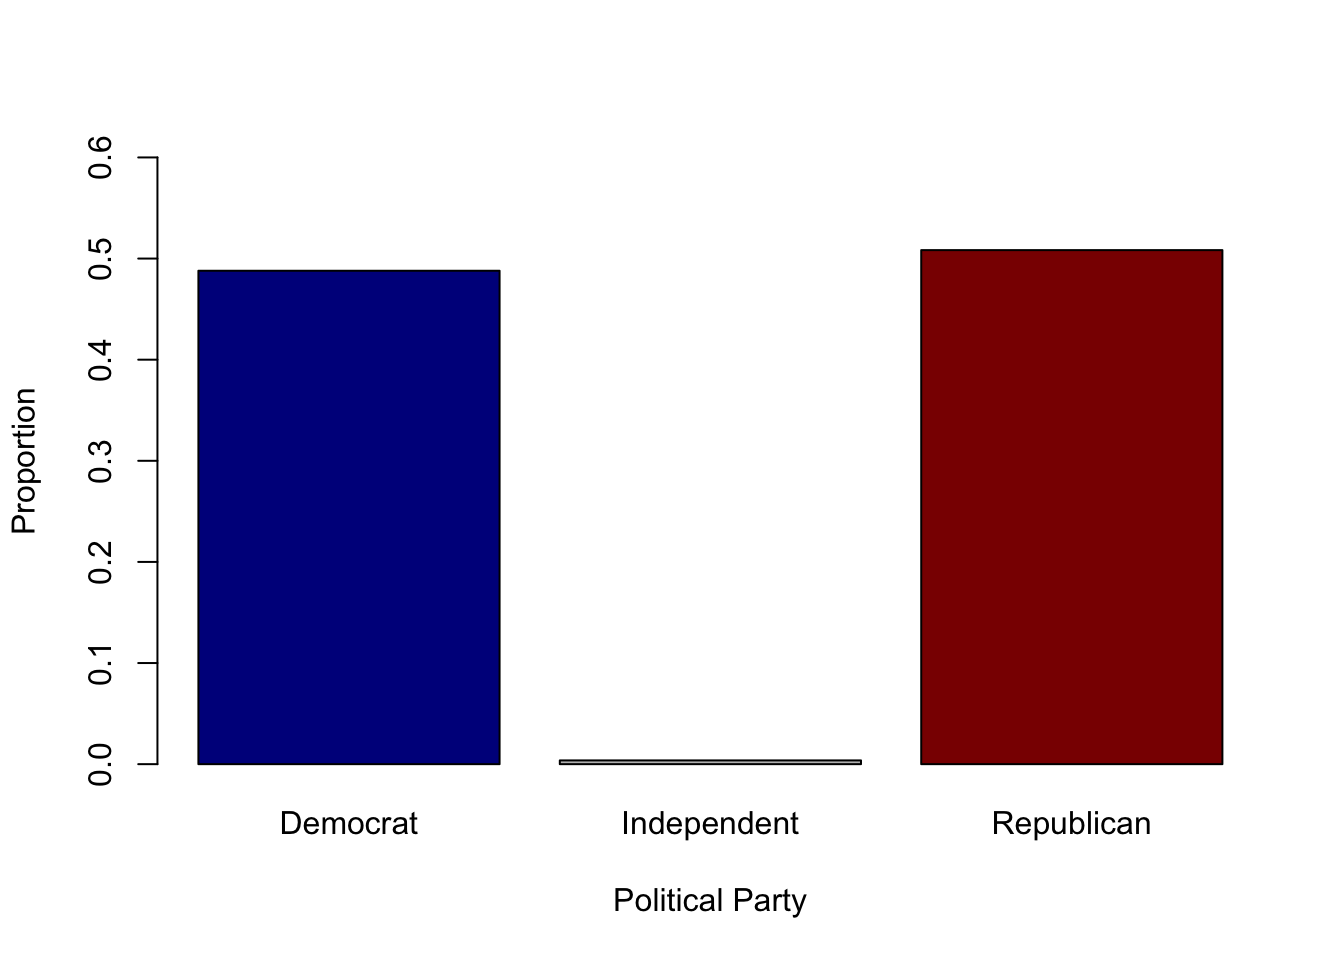 Proportion
0.6
0.5
0.4
0.3
0.2
0.1
0.0
Democrat
Independent
Republican
Political Party